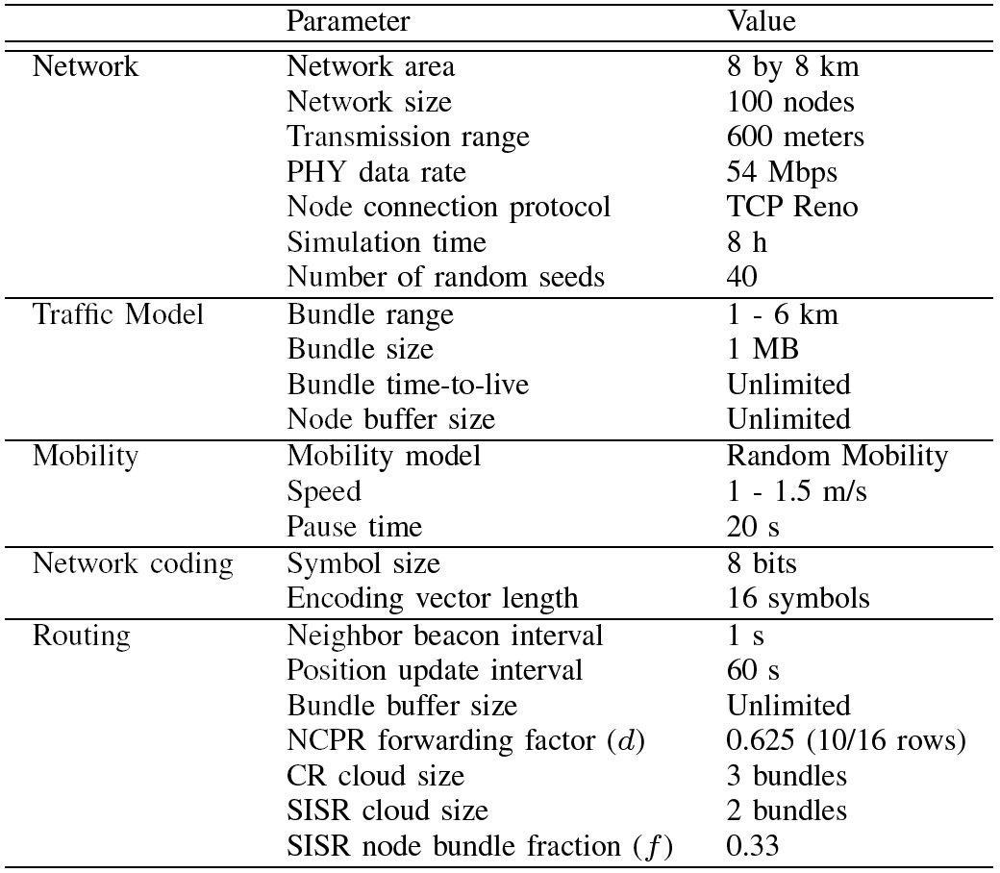 Parameter Value
Network Network area 8 by 8 km
Network size 100 nodes
Transmission range 600 meters
PHY data rate 54 Mbps
Node connection protocol TCP Reno
Simulation time 8 h
Number of random seeds 40
Traffic Model Bundle range 1 - 6 km
Bundle size 1 MB
Bundle time-to-live Unlimited
Node buffer size Unlimited
Mobility Mobility model Random Mobility
Speed 1 - 1.5 m/s
Pause time 20 s
Network coding Symbol size 8 bits
Encoding vector length 16 symbols
Routing Neighbor beacon interval 1 s
Position update interval 60 s
Bundle buffer size Unlimited
NCPR forwarding factor (d) 0.625 (10/16 rows)
CR cloud size 3 bundles
SISR cloud size 2 bundles
SISR node bundle fraction (f) 0.33